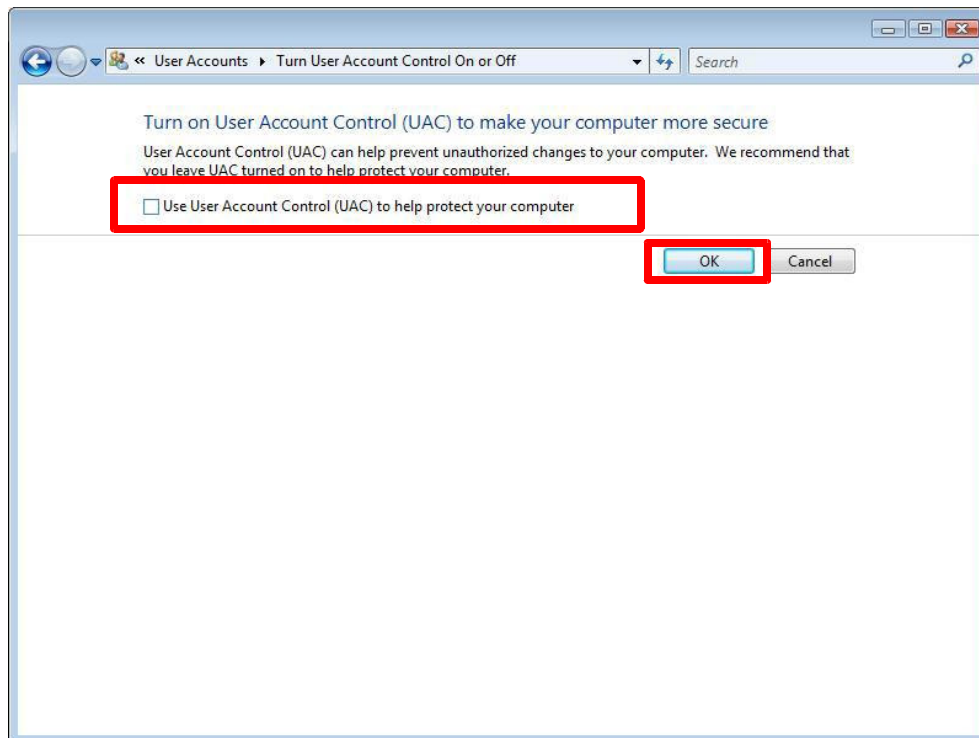 « User Accounts ▸ Turn User Account Control On or Off
Search
Turn on User Account Control (UAC) to make your computer more secure
User Account Control (UAC) can help prevent unauthorized changes to your computer. We recommend that
you leave UAC turned on to help protect your computer.
Use User Account Control (UAC) to help protect your computer
OK Cancel